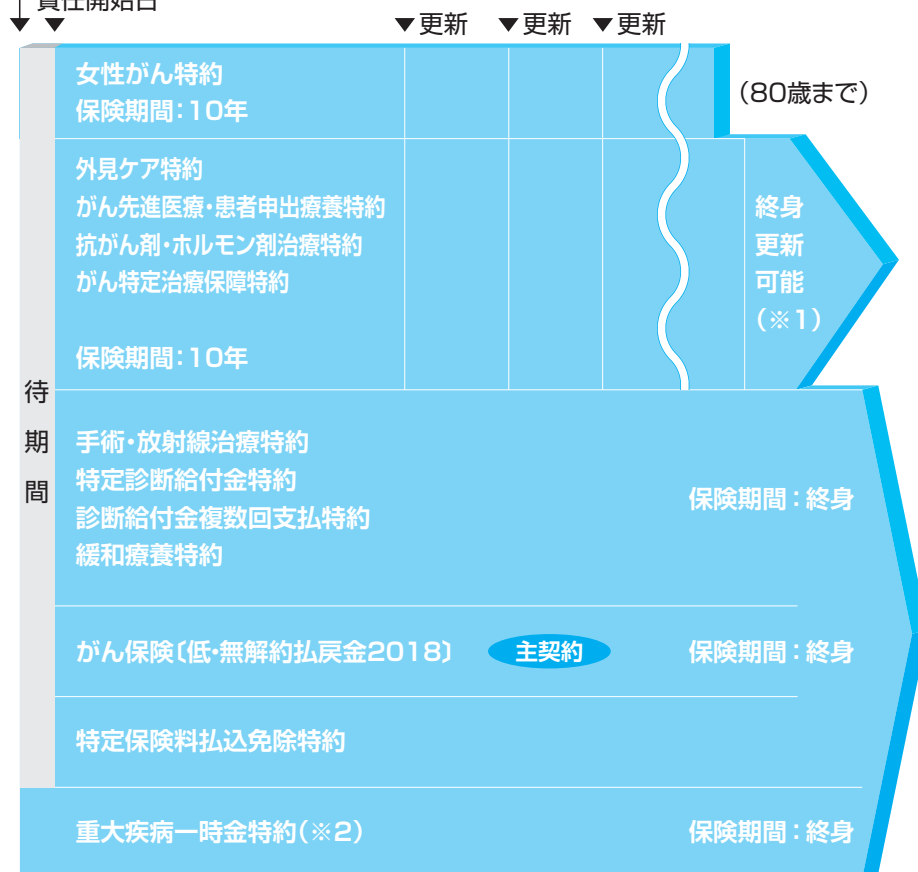 責任開始日
▼更新 ▼更新 ▼更新
女性がん特約
保険期間：10年
（80歳まで）
外見ケア特約
がん先進医療・患者申出療養特約
抗がん剤・ホルモン剤治療特約
がん特定治療保障特約
保険期間：10年
終身
更新
可能
（※1）
待
期
間
手術・放射線治療特約
特定診断給付金特約
診断給付金複数回支払特約
緩和療養特約
保険期間：終身
がん保険〔低・無解約払戻金2018〕 主契約 保険期間：終身
特定保険料払込免除特約
重大疾病一時金特約（※2） 保険期間：終身